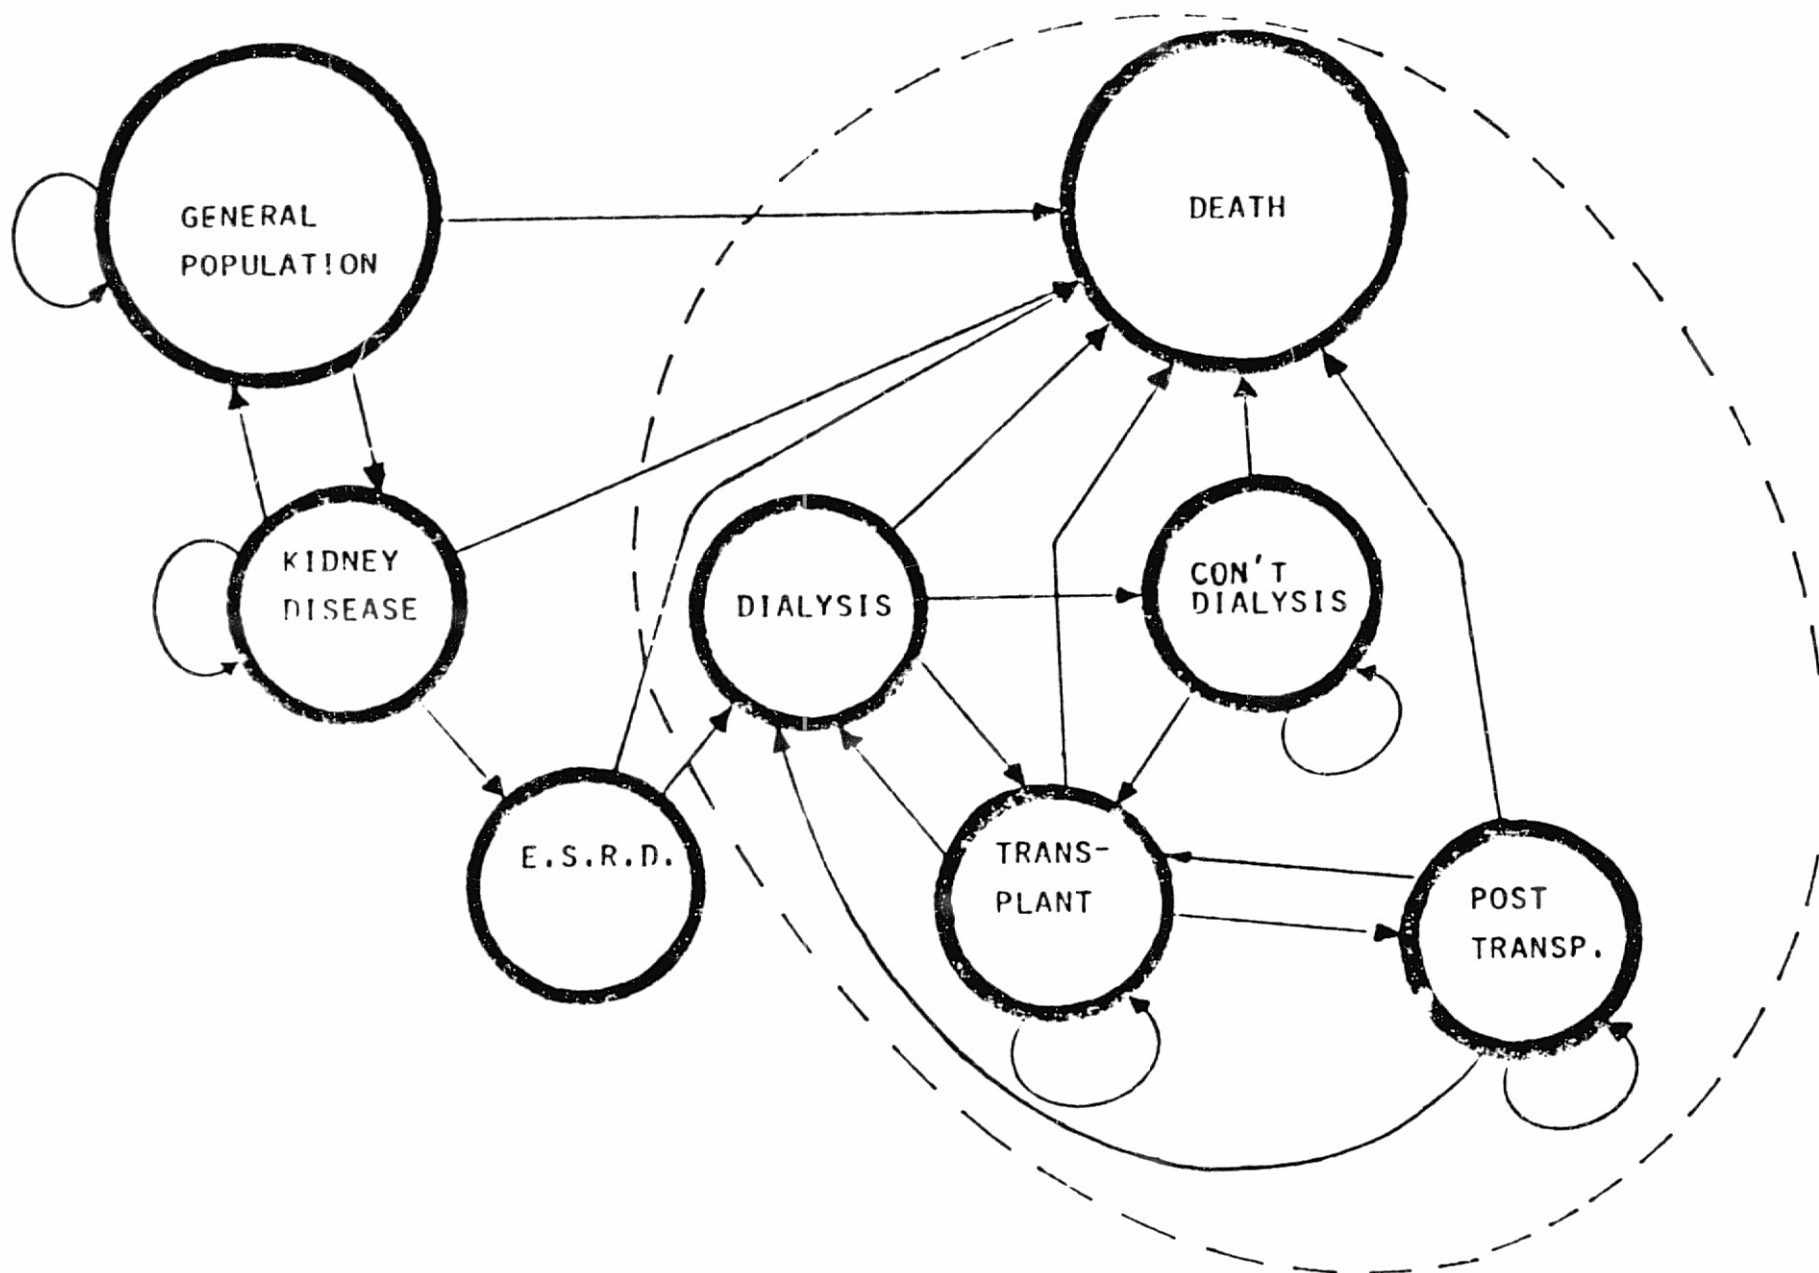 GENERAL
POPULATION
DEATH
KIDNEY
DISEASE
DIALYSIS
CON'T
DIALYSIS
E.S.R.D.
TRANS-
PLANT
POST
TRANSP.